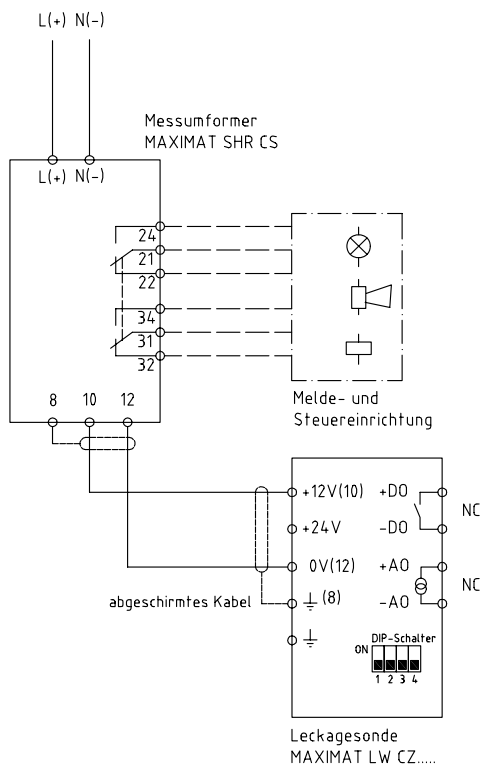 L(+) N(-)
Messumformer
MAXIMAT SHR CS
L(+) N(-)
24
21
22
34
31
32
8 10 12
Melde- und
Steuereinrichtung
+12V(10) +DO
NC
+24V -DO
0V(12) +AO
NC
abgeschirmtes Kabel
(8) -AO
DIP-Schalter
ON
1 2 3 4
Leckagesonde
MAXIMAT LW CZ.....